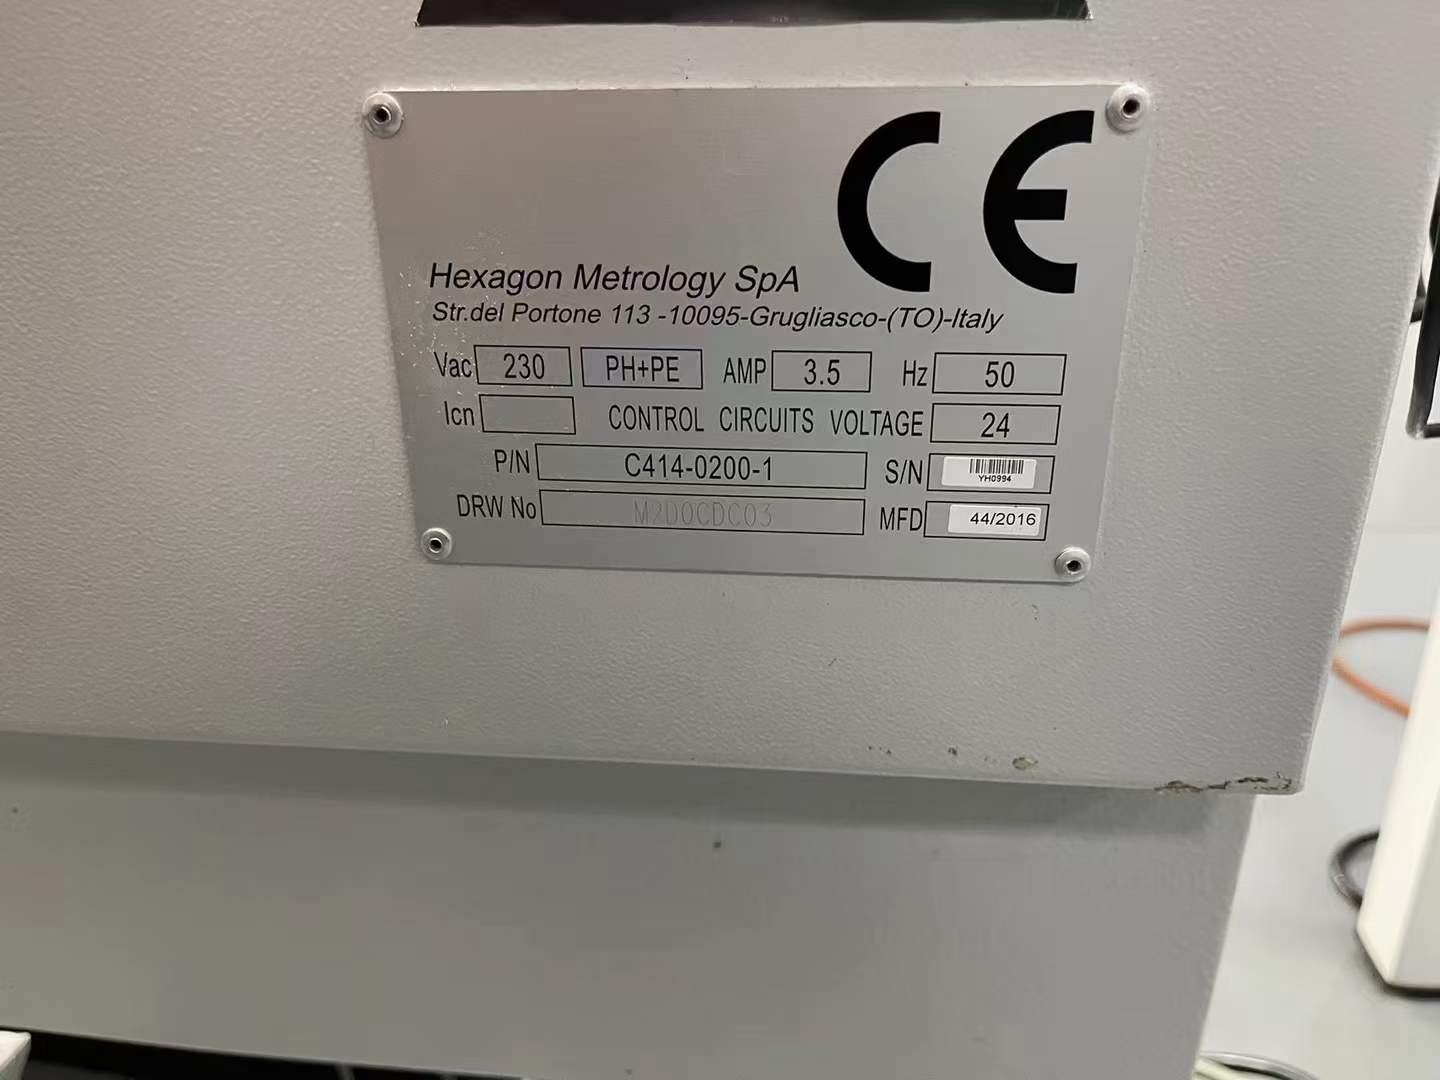 CE
Hexagon Metrology SpA
Str.del Portone 113 -10095-Grugliasco-(TO)-Italy
Vac 230 PH+PE AMP 3.5 Hz 50
Icn CONTROL CIRCUITS VOLTAGE 24
P/N C414-0200-1 S/N YH0994
DRW No M2D0CDC03 MFD 44/2016